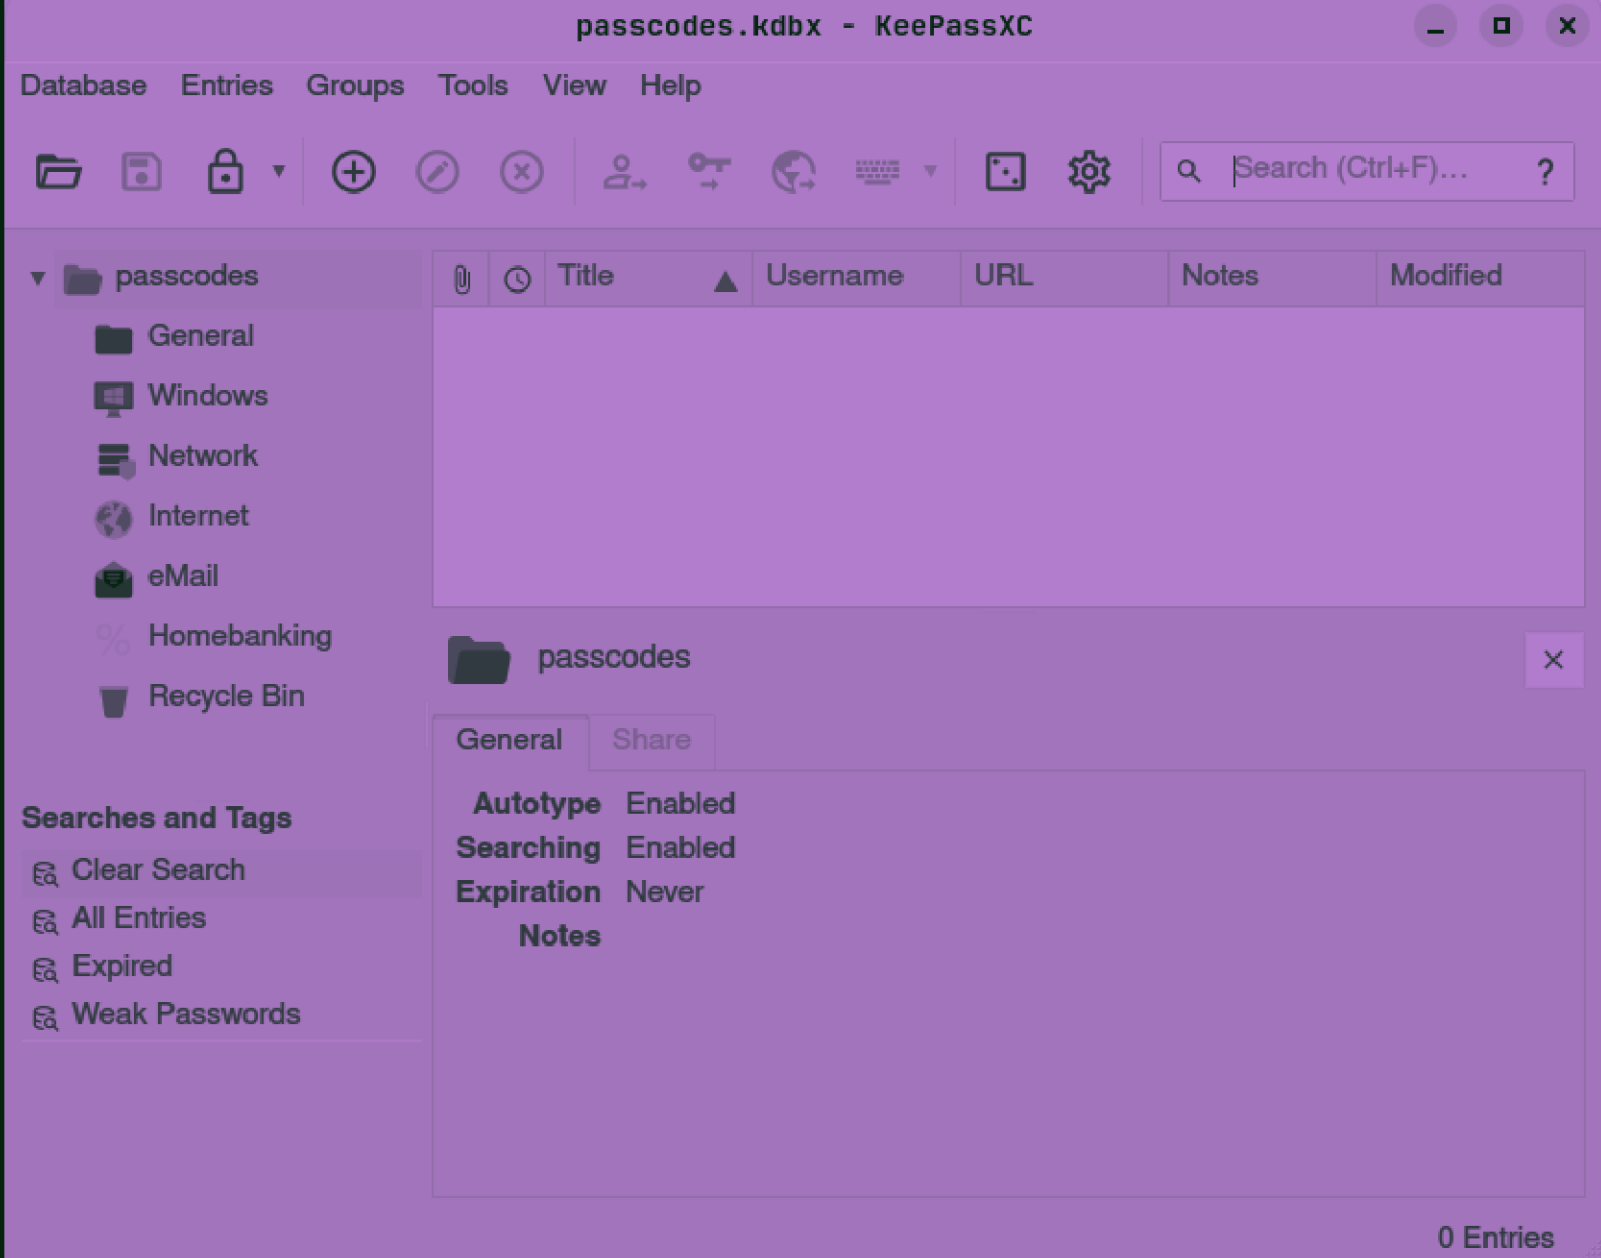 passcodes.kdbx - KeePassXC
Database Entries Groups Tools View Help
Search (Ctrl+F)... ?
passcodes
General
Windows
Network
Internet
eMail
Homebanking
Recycle Bin
Searches and Tags
Clear Search
All Entries
Expired
Weak Passwords
Title Username URL Notes Modified
passcodes
General Share
Autotype Enabled
Searching Enabled
Expiration Never
Notes
0 Entries